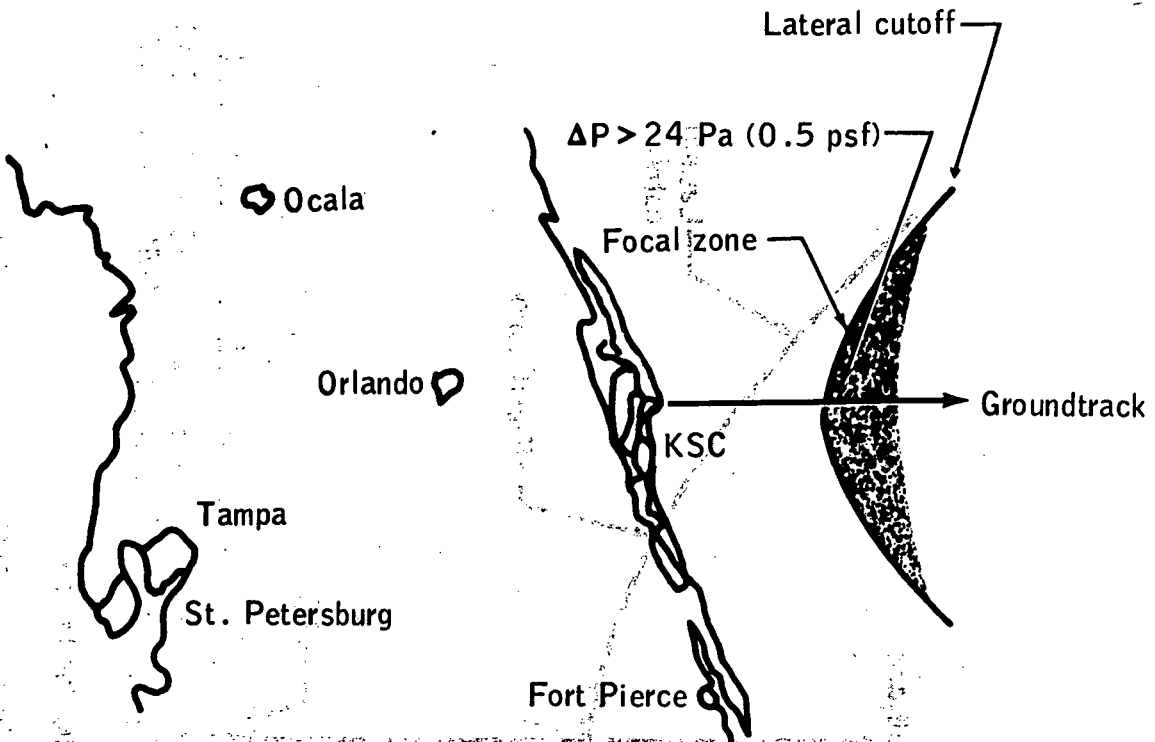 Lateral cutoff
ΔP > 24 Pa (0.5 psf)
Ocala
Focal zone
Orlando
Groundtrack
KSC
Tampa
St. Petersburg
Fort Pierce